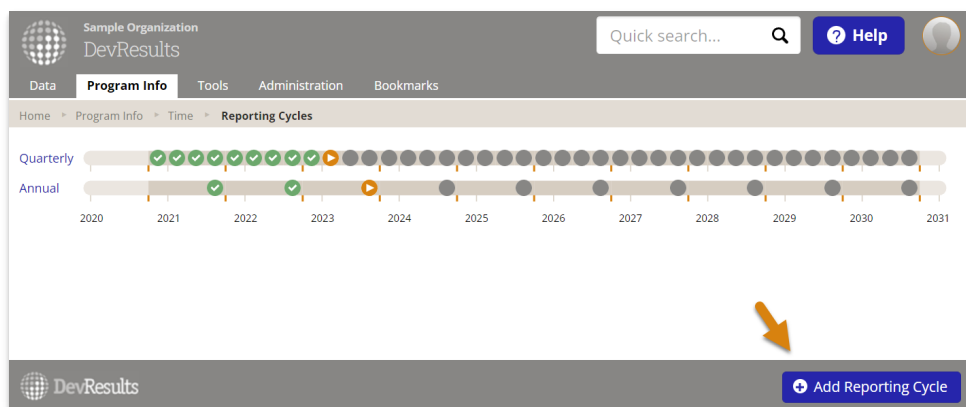 Sample Organization
DevResults
Quick search...
Help
Data Program Info Tools Administration Bookmarks
Home Program Info Time Reporting Cycles
Quarterly
Annual
2020 2021 2022 2023 2024 2025 2026 2027 2028 2029 2030 2031
DevResults
Add Reporting Cycle